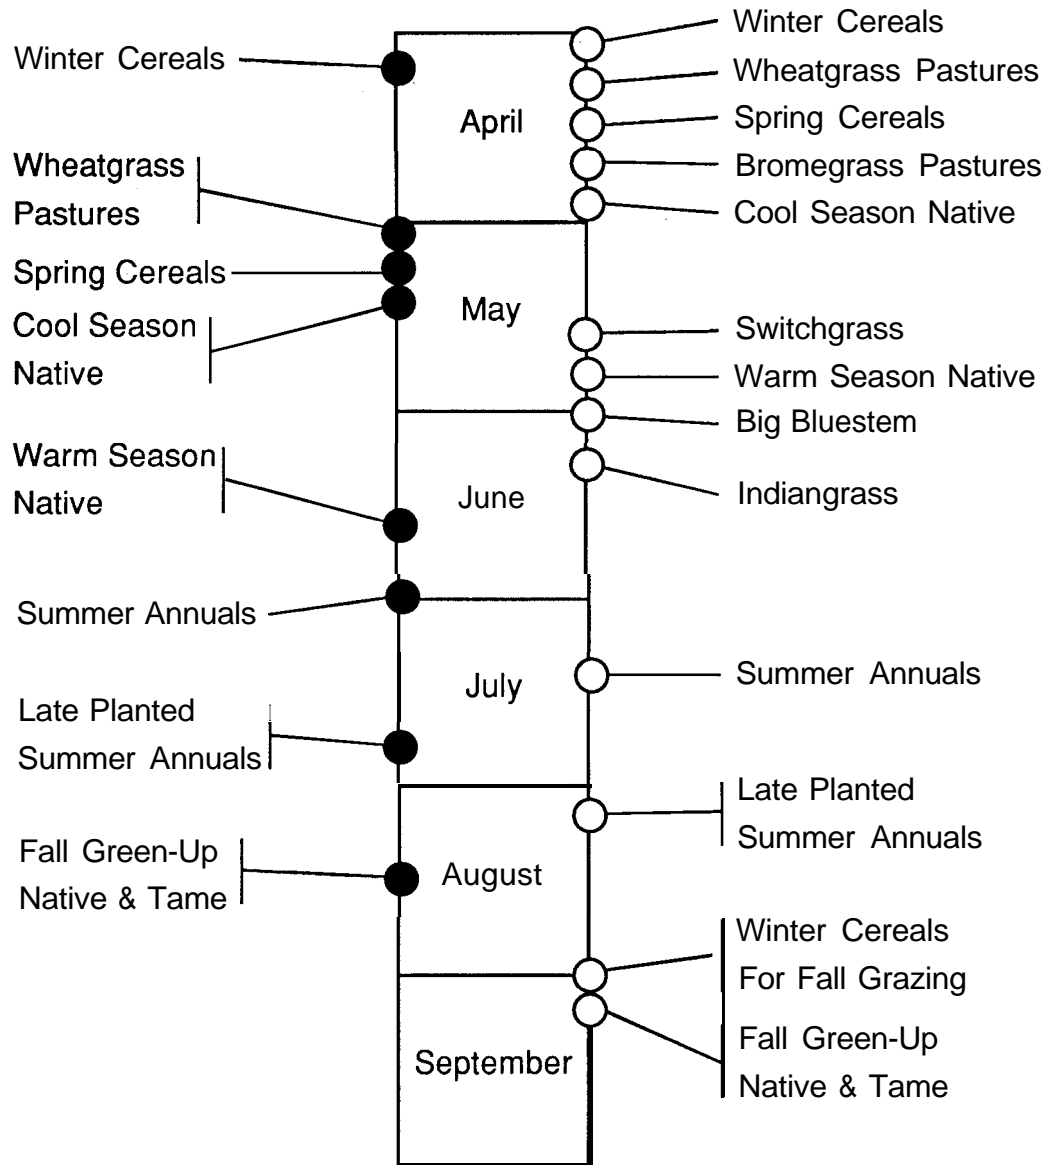 Winter Cereals
Wheatgrass
Pastures
Spring Cereals
Cool Season
Native
Warm Season
Native
Summer Annuals
Late Planted
Summer Annuals
Fall Green-Up
Native & Tame
April
May
June
July
August
September
Winter Cereals
Wheatgrass Pastures
Spring Cereals
Bromegrass Pastures
Cool Season Native
Switchgrass
Warm Season Native
Big Bluestem
Indiangrass
Summer Annuals
Late Planted
Summer Annuals
Winter Cereals
For Fall Grazing
Fall Green-Up
Native & Tame